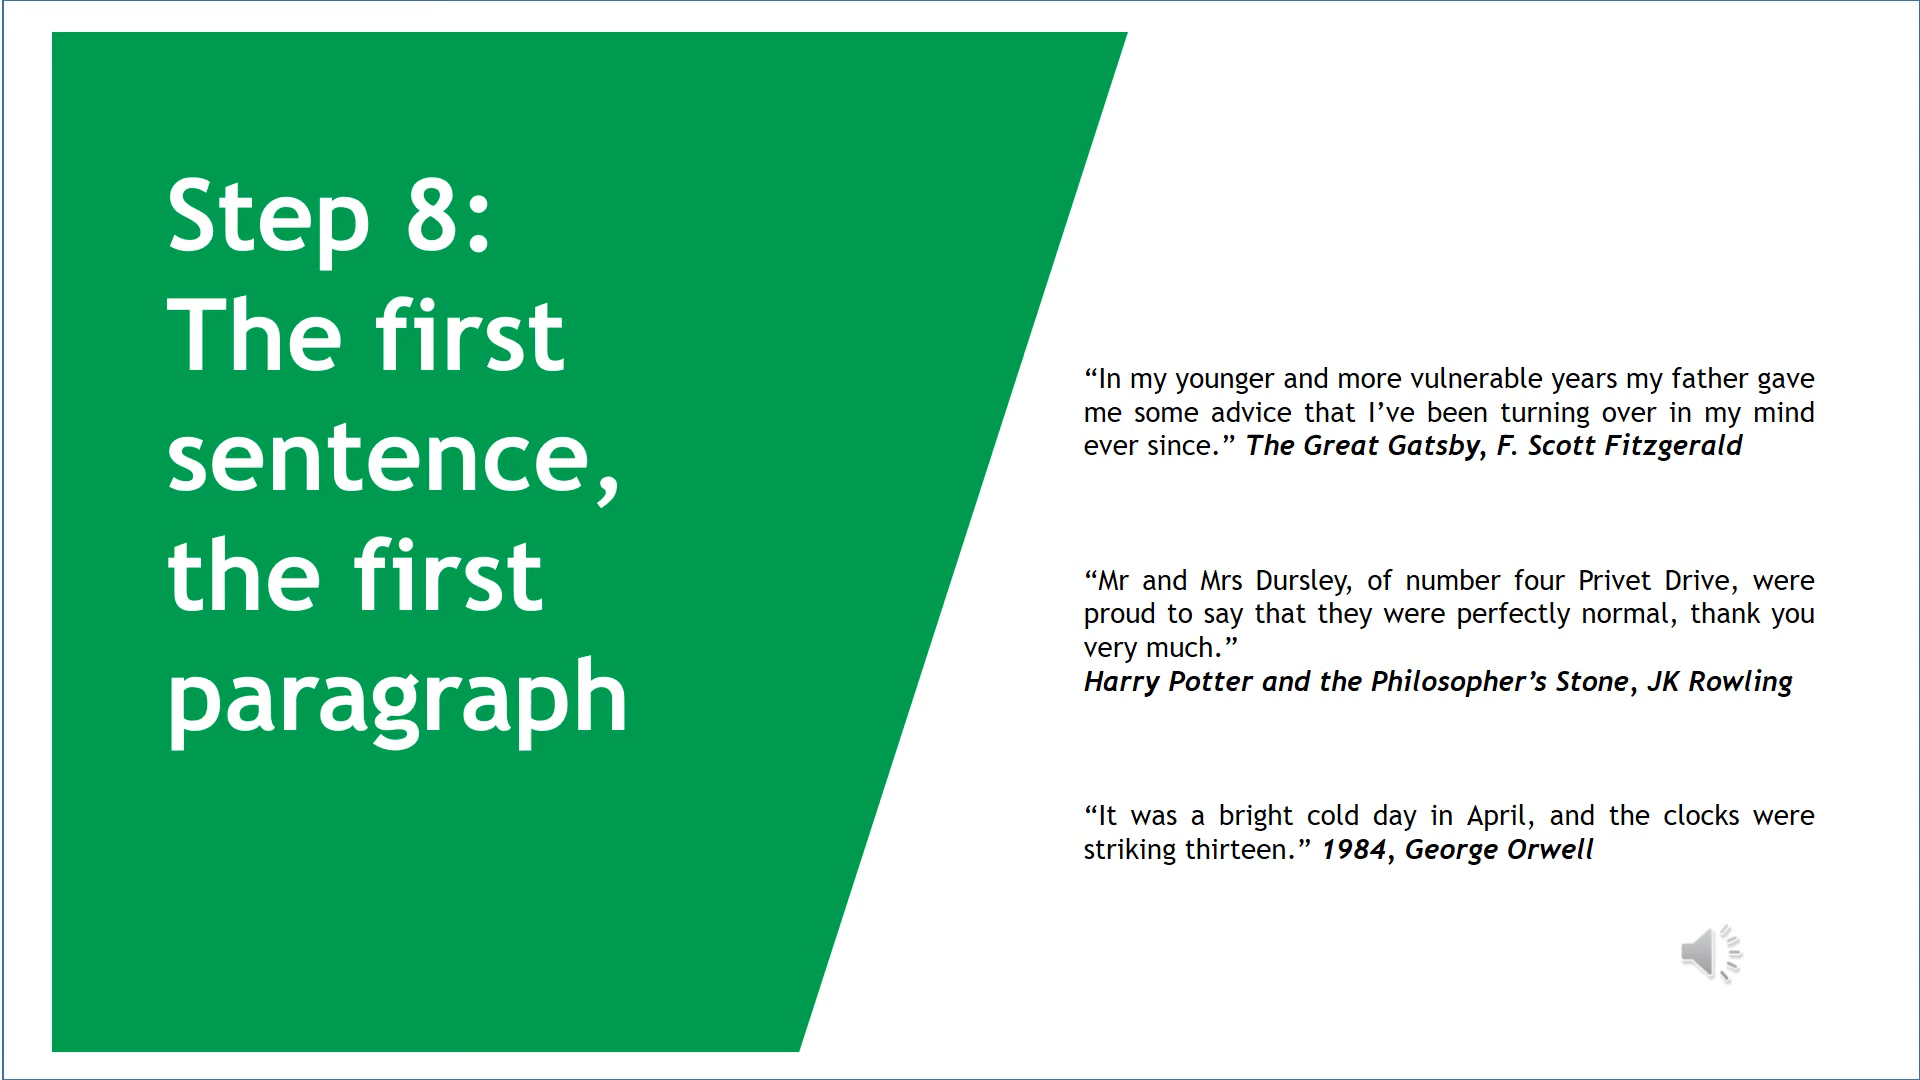 Step 8:
The first
sentence,
the first
paragraph
“In my younger and more vulnerable years my father gave
me some advice that I’ve been turning over in my mind
ever since.” The Great Gatsby, F. Scott Fitzgerald
“Mr and Mrs Dursley, of number four Privet Drive, were
proud to say that they were perfectly normal, thank you
very much.”
Harry Potter and the Philosopher’s Stone, JK Rowling
“It was a bright cold day in April, and the clocks were
striking thirteen.” 1984, George Orwell